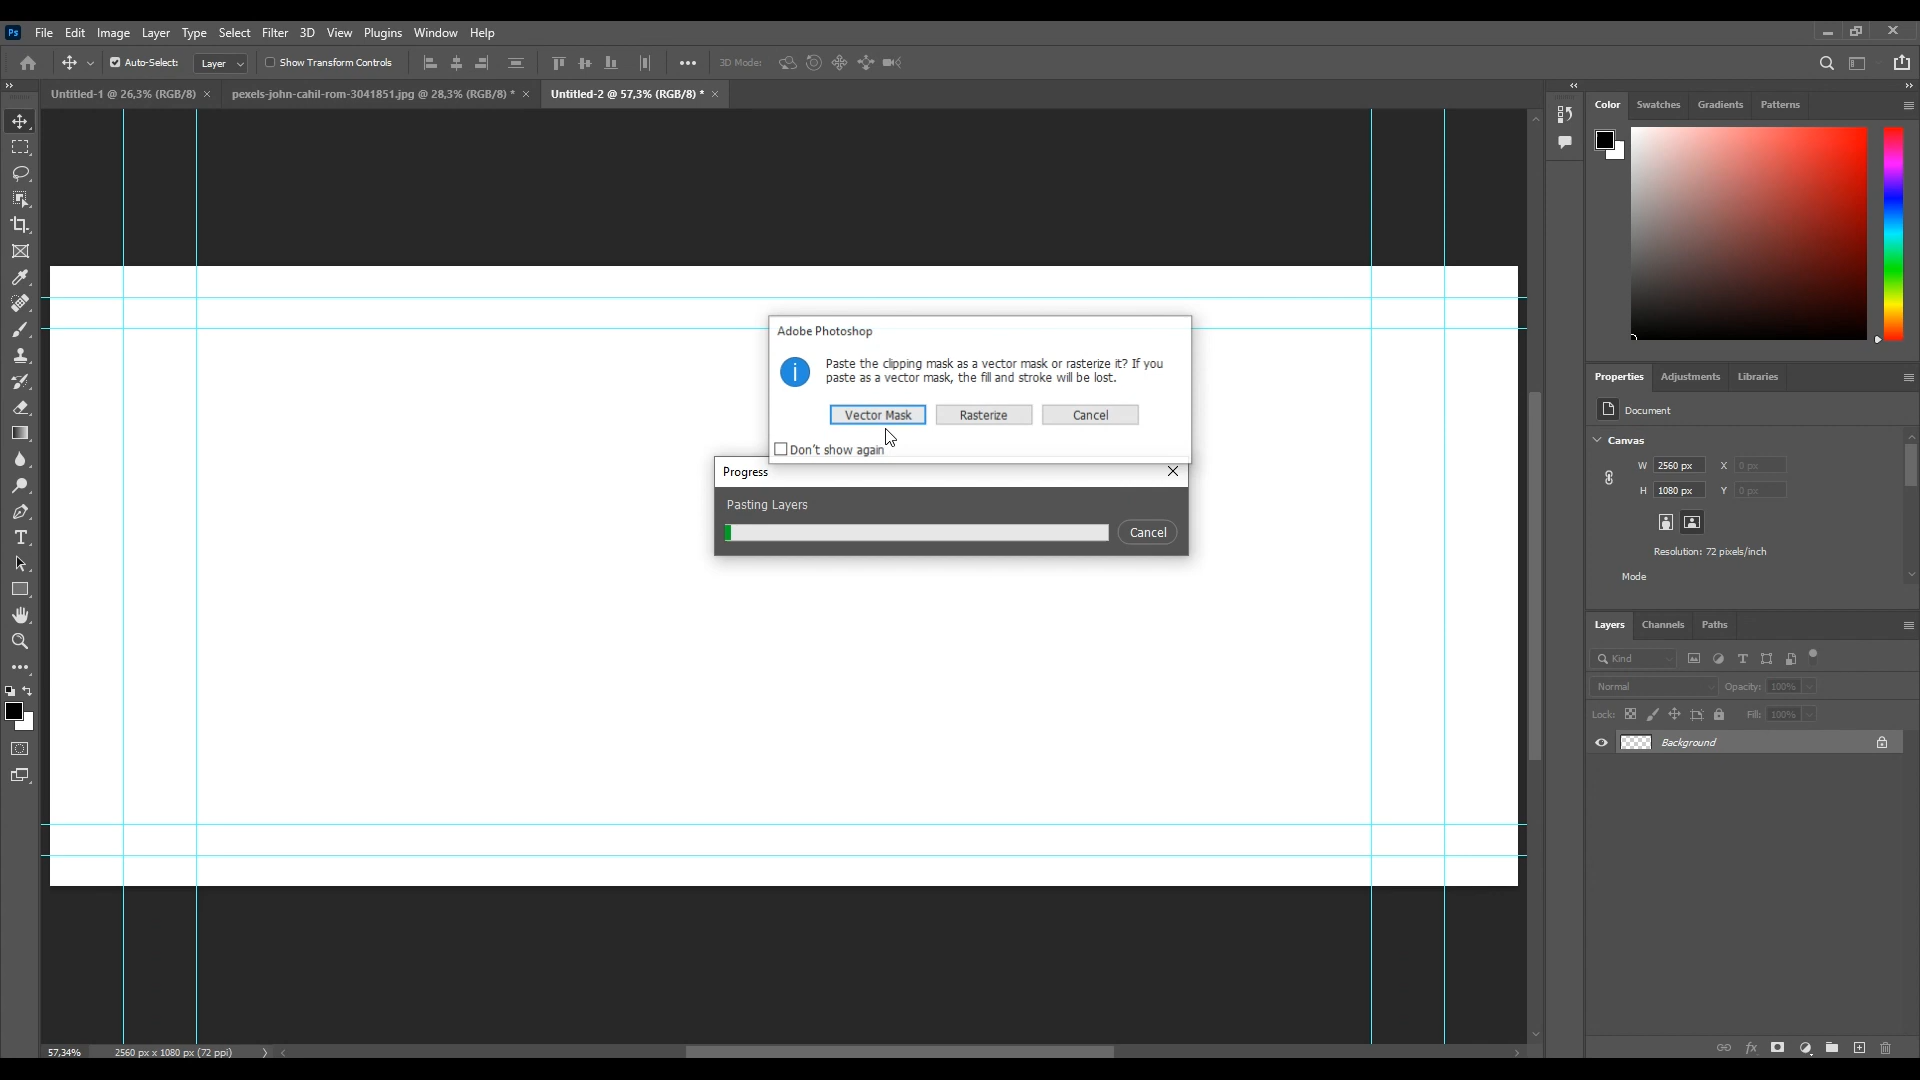 Ps File Edit Image Layer Type Select Filter 3D View Plugins Window Help
Auto-Select: Layer Show Transform Controls 3D Mode:
Untitled-1 @ 26,3% (RGB/8) × pexels-john-cahil-rom-3041851.jpg @ 28,3% (RGB/8) * × Untitled-2 @ 57,3% (RGB/8) * ×
Color Swatches Gradients Patterns
Adobe Photoshop
Paste the clipping mask as a vector mask or rasterize it? If you
paste as a vector mask, the fill and stroke will be lost.
Vector Mask Rasterize Cancel
Don't show again
Progress
Pasting Layers
Cancel
Properties Adjustments Libraries
Document
Canvas
W 2560 px X 0 px
H 1080 px Y 0 px
Resolution: 72 pixels/inch
Mode
Layers Channels Paths
Kind
Normal Opacity: 100%
Lock: Fill: 100%
Background
57,34% 2560 px x 1080 px (72 ppi)